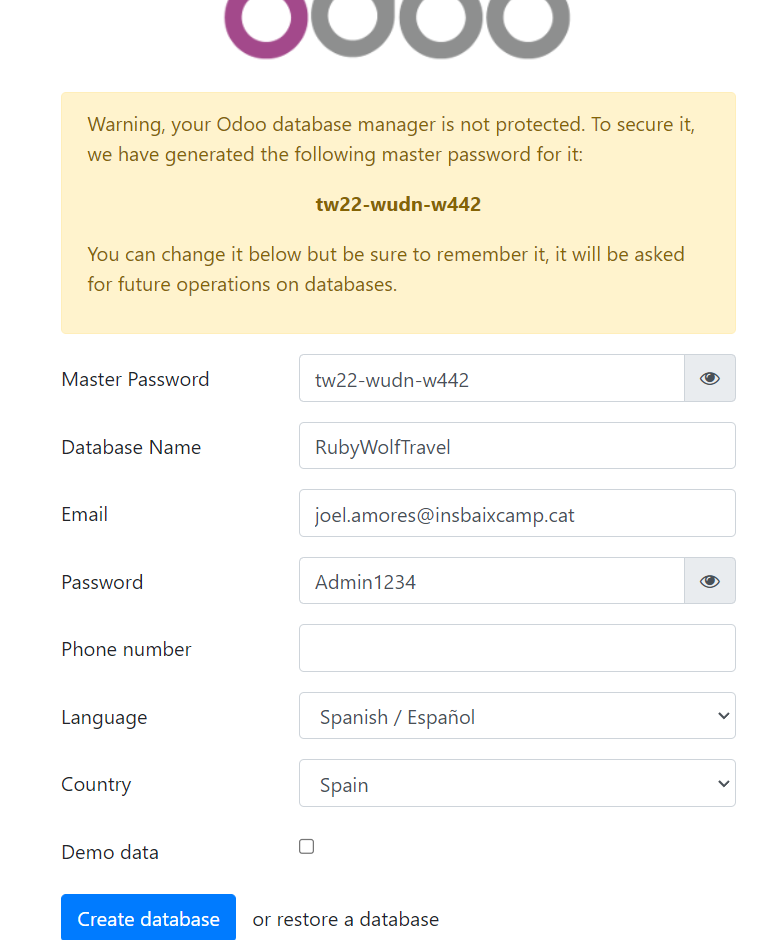 odoo
Warning, your Odoo database manager is not protected. To secure it,
we have generated the following master password for it:
tw22-wudn-w442
You can change it below but be sure to remember it, it will be asked
for future operations on databases.
Master Password tw22-wudn-w442
Database Name RubyWolfTravel
Email joel.amores@insbaixcamp.cat
Password Admin1234
Phone number
Language Spanish / Español
Country Spain
Demo data
Create database or restore a database